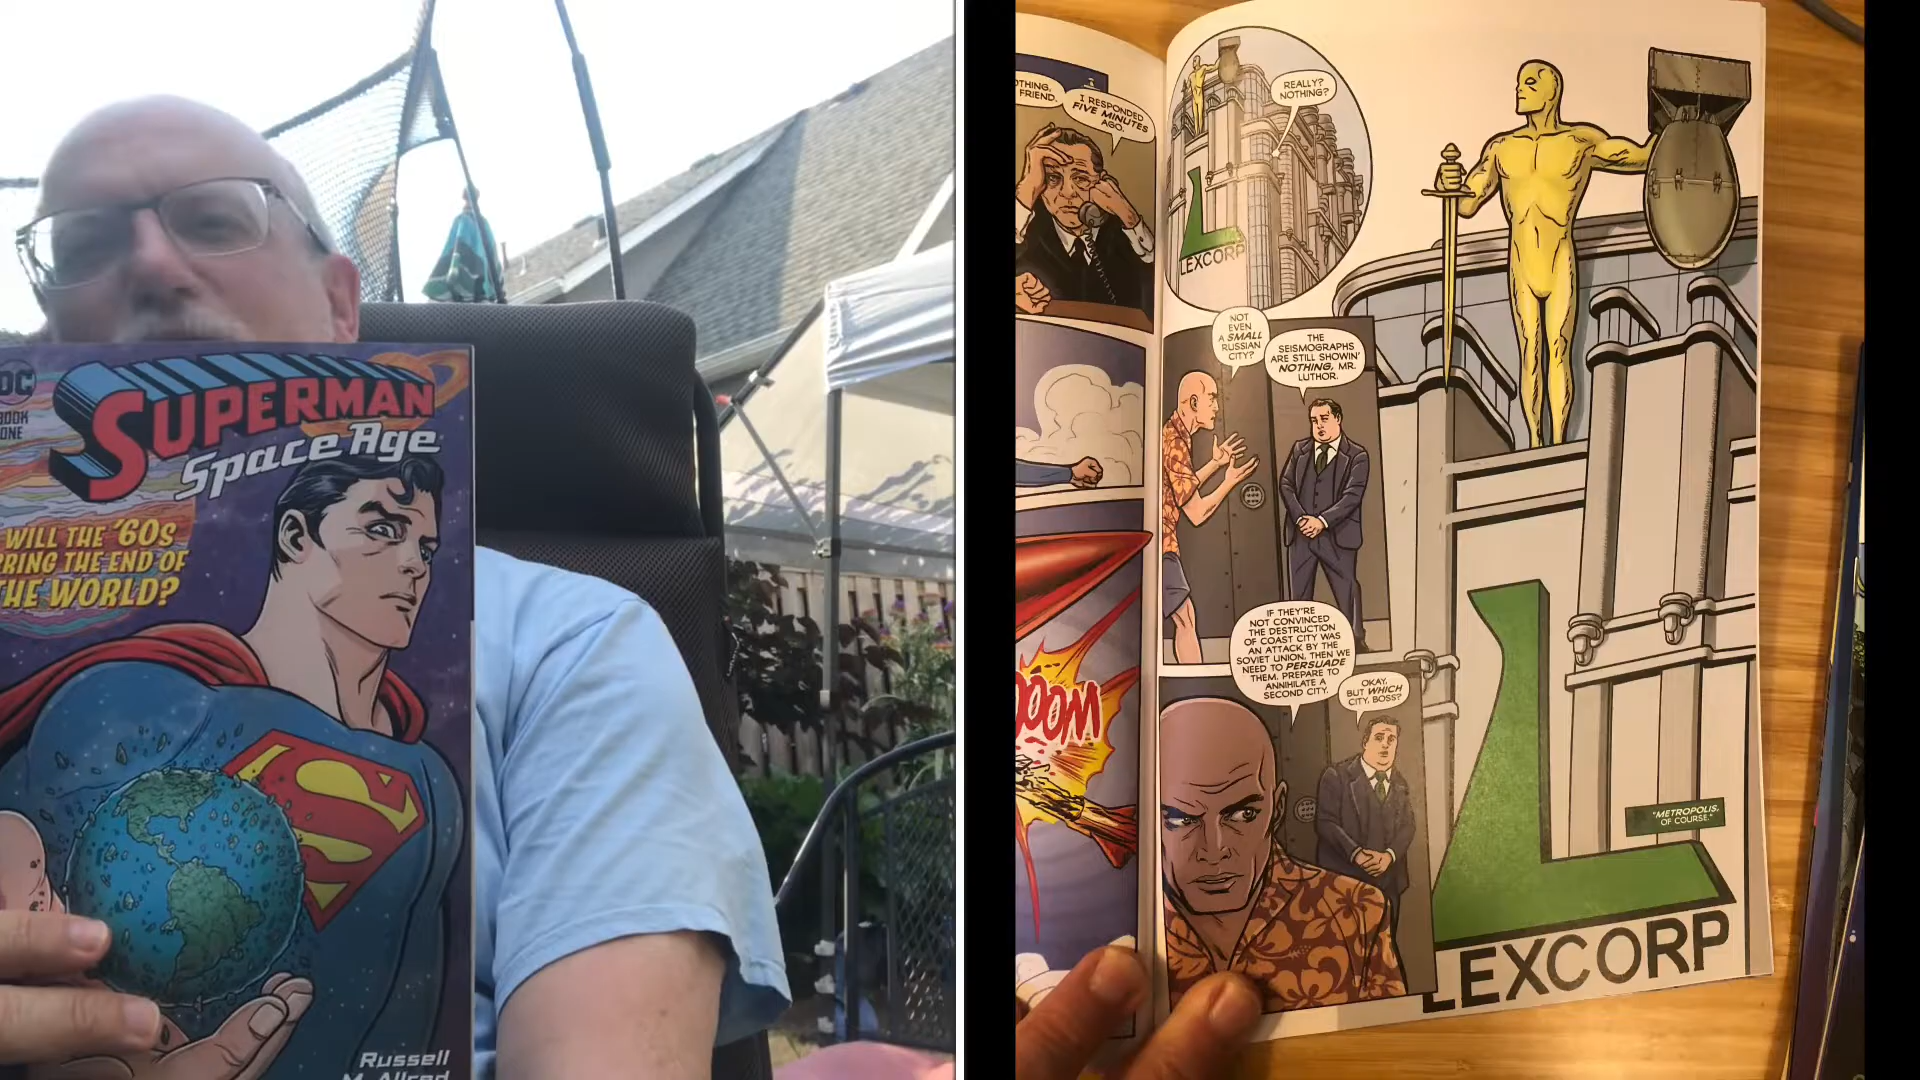 DC
BOOK
ONE
SUPERMAN
Space Age
WILL THE '60s
BRING THE END OF
THE WORLD?
Russell
M. Allred
FRIEND.
I RESPONDED
FIVE MINUTES
AGO.
REALLY?
NOTHING?
LEXCORP
NOT
EVEN
A SMALL
RUSSIAN
CITY?
THE
SEISMOGRAPHS
ARE STILL SHOWIN'
NOTHING, MR.
LUTHOR.
OOM
IF THEY'RE
NOT CONVINCED
THE DESTRUCTION
OF COAST CITY WAS
AN ATTACK BY THE
SOVIET UNION, THEN WE
NEED TO PERSUADE
THEM. PREPARE TO
ANNIHILATE A
SECOND CITY.
OKAY,
BUT WHICH
CITY, BOSS?
"METROPOLIS,
OF COURSE."
LEXCORP